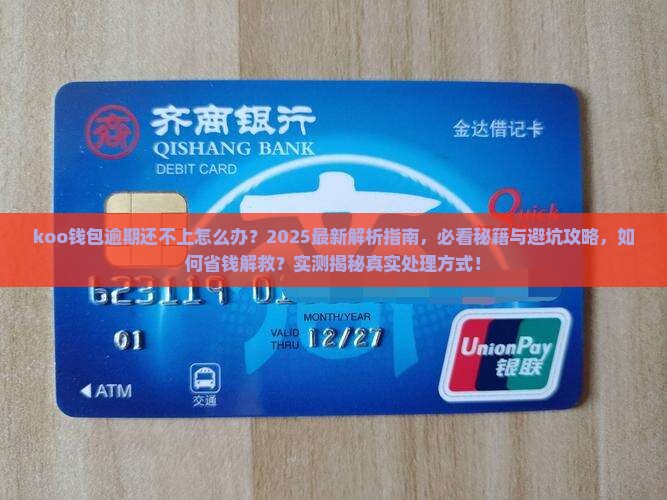 齐商银行
QISHANG BANK
DEBIT CARD
金达借记卡
Quick
koo钱包逾期还不上怎么办？2025最新解析指南，必看秘籍与避坑攻略，如
何省钱解救？实测揭秘真实处理方式！
623119 01
MONTH/YEAR
VALID THRU 12/27
01
UnionPay
银联
ATM
交通